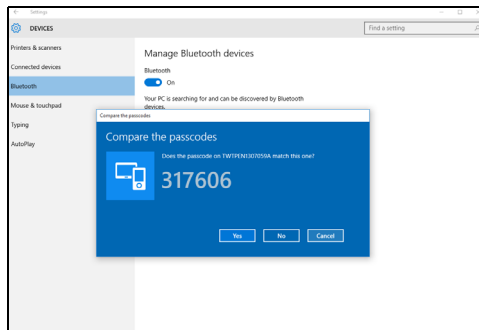 Settings
DEVICES
Find a setting
Printers & scanners
Connected devices
Bluetooth
Mouse & touchpad
Typing
AutoPlay
Manage Bluetooth devices
Bluetooth
On
Your PC is searching for and can be discovered by Bluetooth
devices.
Compare the passcodes
Compare the passcodes
Does the passcode on TWTPEN1307059A match this one?
317606
Yes
No
Cancel